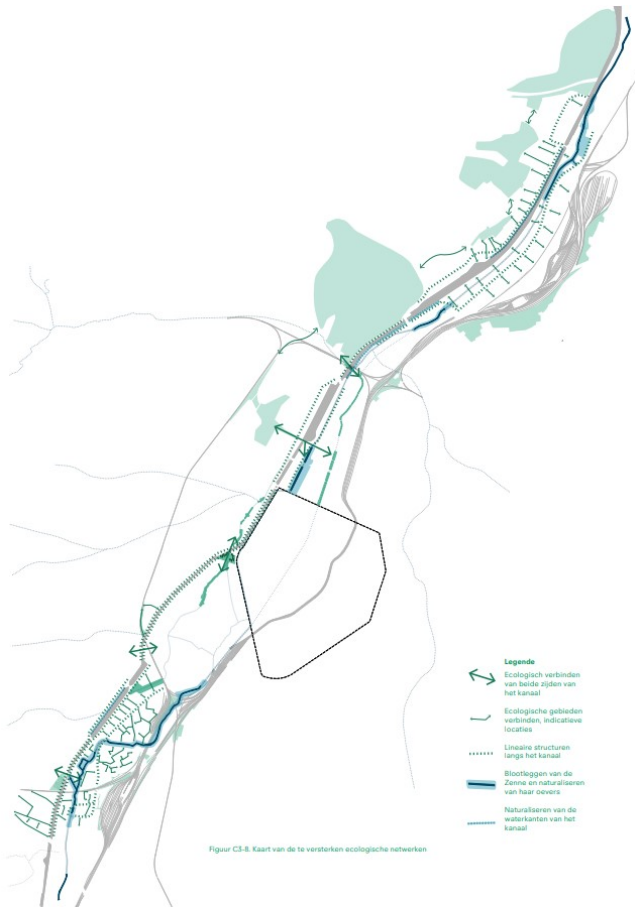 Legende
Ecologisch verbinden
van beide zijden van
het kanaal
Ecologische gebieden
verbinden, indicatieve
locaties
Lineaire structuren
langs het kanaal
Blootleggen van de
Zenne en naturaliseren
van haar oevers
Naturaliseren van de
waterkanten van het
kanaal
Figuur C3-8. Kaart van de te versterken ecologische netwerken